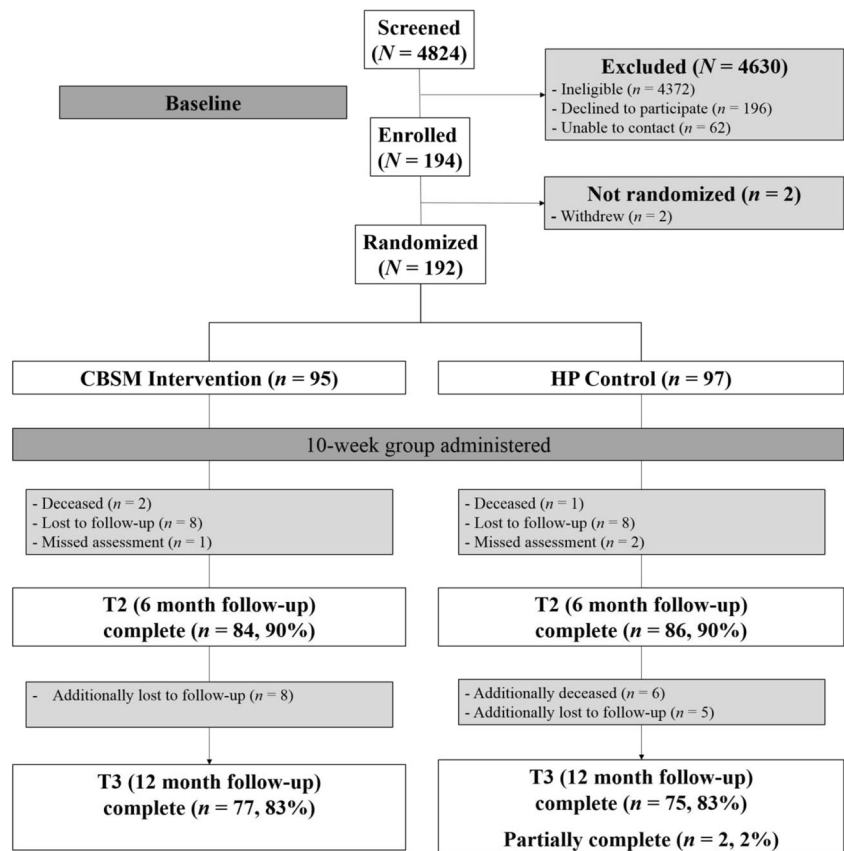 Screened
(N = 4824)
Excluded (N = 4630)
- Ineligible (n = 4372)
- Declined to participate (n = 196)
- Unable to contact (n = 62)
Baseline
Enrolled
(N = 194)
Not randomized (n = 2)
- Withdrew (n = 2)
Randomized
(N = 192)
CBSM Intervention (n = 95)
HP Control (n = 97)
10-week group administered
- Deceased (n = 2)
- Lost to follow-up (n = 8)
- Missed assessment (n = 1)
- Deceased (n = 1)
- Lost to follow-up (n = 8)
- Missed assessment (n = 2)
T2 (6 month follow-up)
complete (n = 84, 90%)
T2 (6 month follow-up)
complete (n = 86, 90%)
- Additionally lost to follow-up (n = 8)
- Additionally deceased (n = 6)
- Additionally lost to follow-up (n = 5)
T3 (12 month follow-up)
complete (n = 77, 83%)
T3 (12 month follow-up)
complete (n = 75, 83%)
Partially complete (n = 2, 2%)